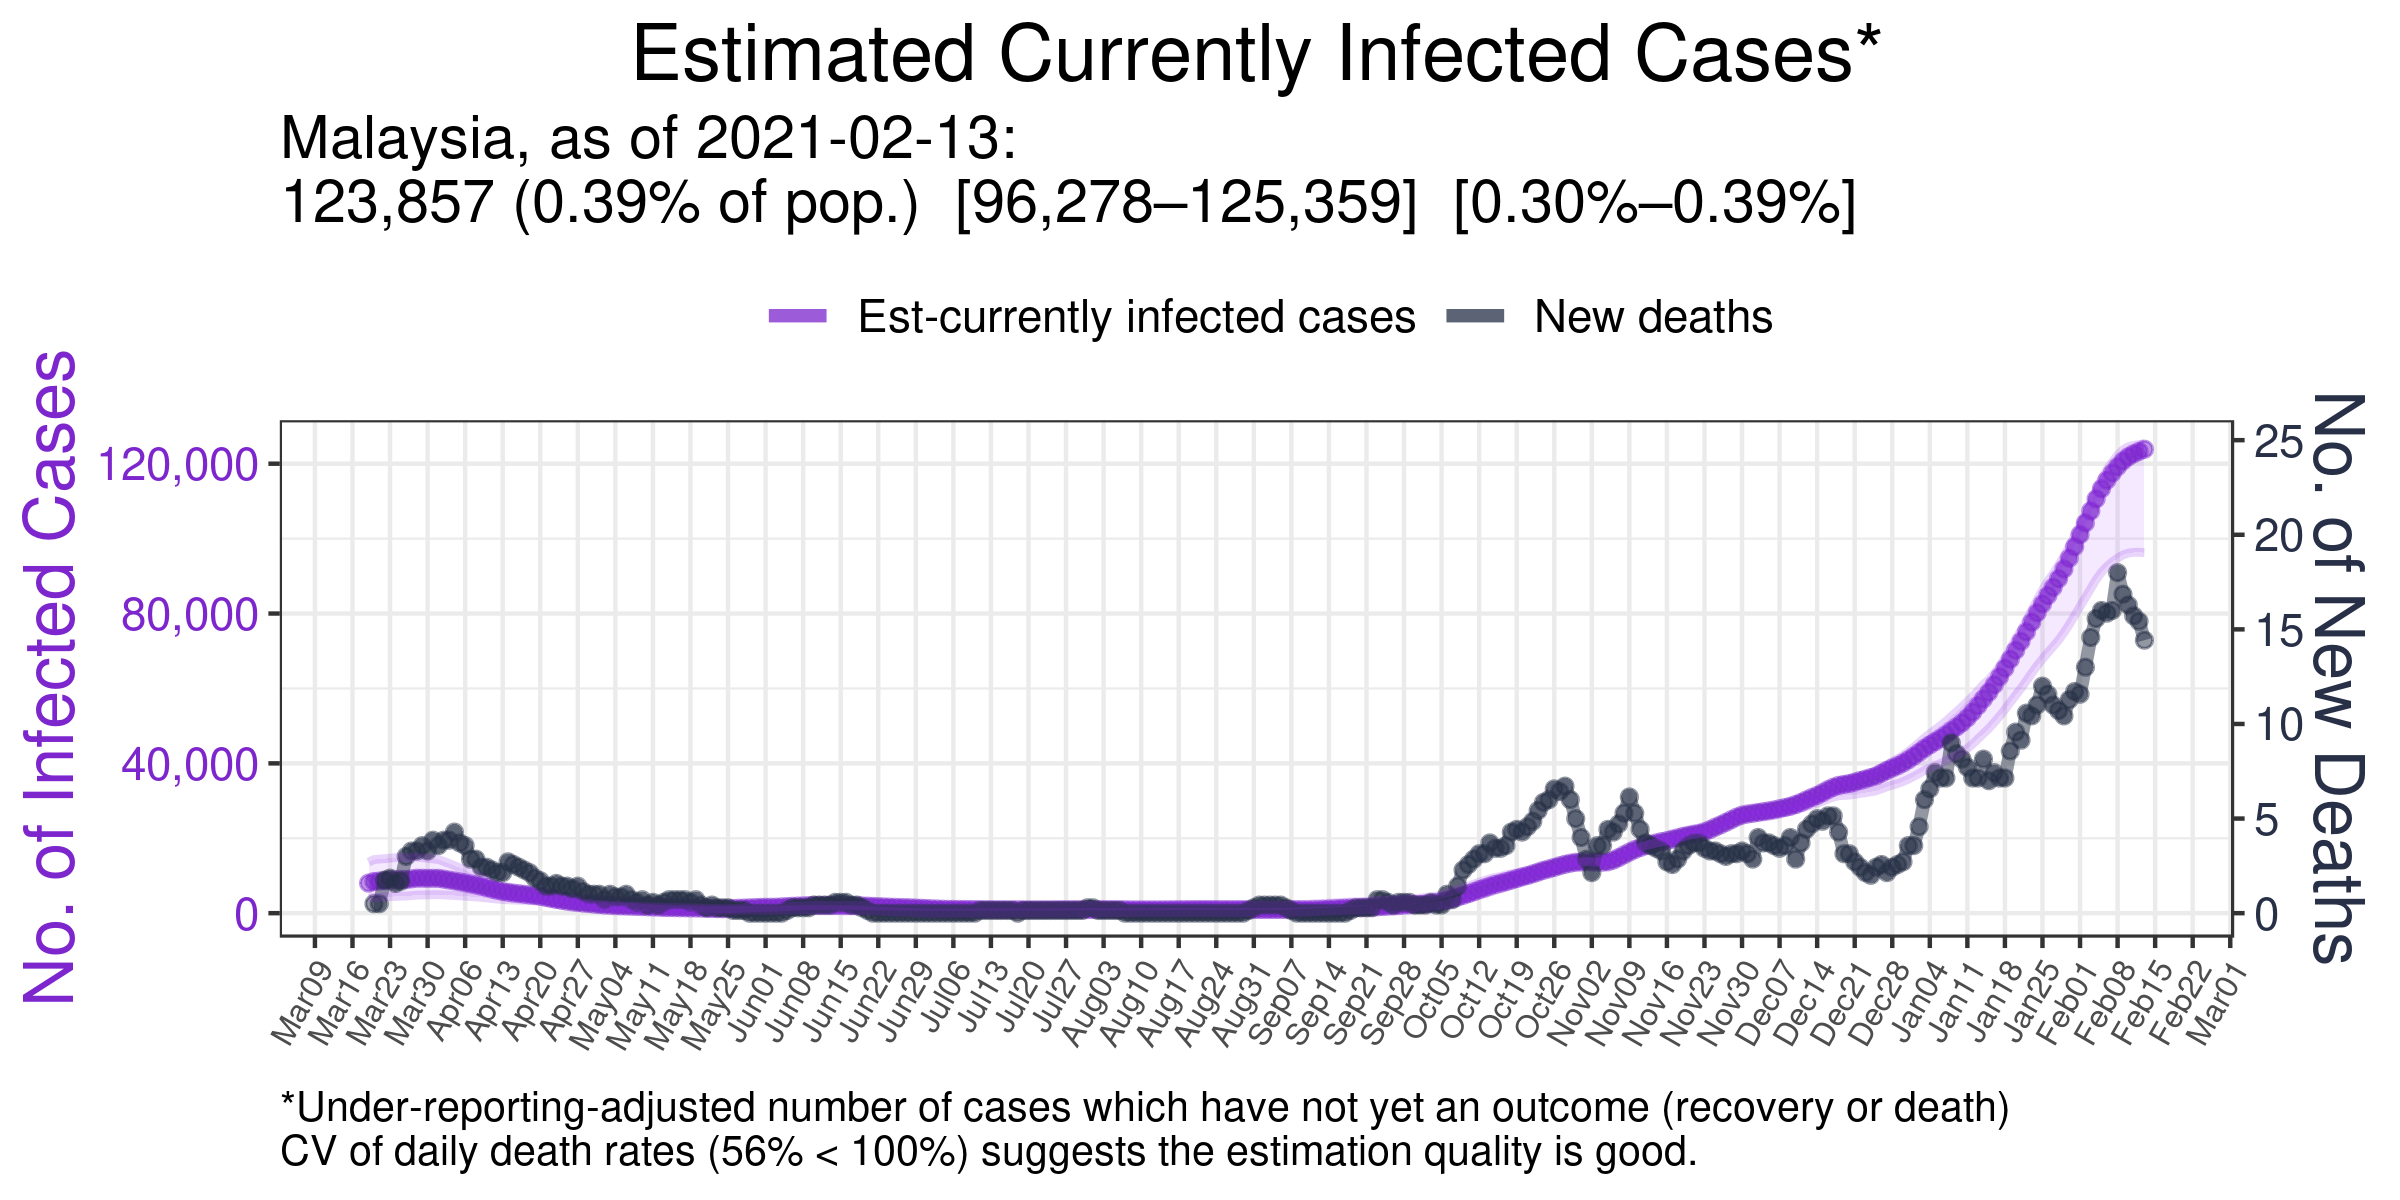 Estimated Currently Infected Cases*
Malaysia, as of 2021-02-13:
123,857 (0.39% of pop.)  [96,278–125,359]  [0.30%–0.39%]
Est-currently infected cases
New deaths
No. of Infected Cases
120,000
80,000
40,000
0
No. of New Deaths
25
20
15
10
5
0
Mar09
Mar16
Mar23
Mar30
Apr06
Apr13
Apr20
Apr27
May04
May11
May18
May25
Jun01
Jun08
Jun15
Jun22
Jun29
Jul06
Jul13
Jul20
Jul27
Aug03
Aug10
Aug17
Aug24
Aug31
Sep07
Sep14
Sep21
Sep28
Oct05
Oct12
Oct19
Oct26
Nov02
Nov09
Nov16
Nov23
Nov30
Dec07
Dec14
Dec21
Dec28
Jan04
Jan11
Jan18
Jan25
Feb01
Feb08
Feb15
Feb22
Mar01
*Under-reporting-adjusted number of cases which have not yet an outcome (recovery or death)
CV of daily death rates (56% < 100%) suggests the estimation quality is good.